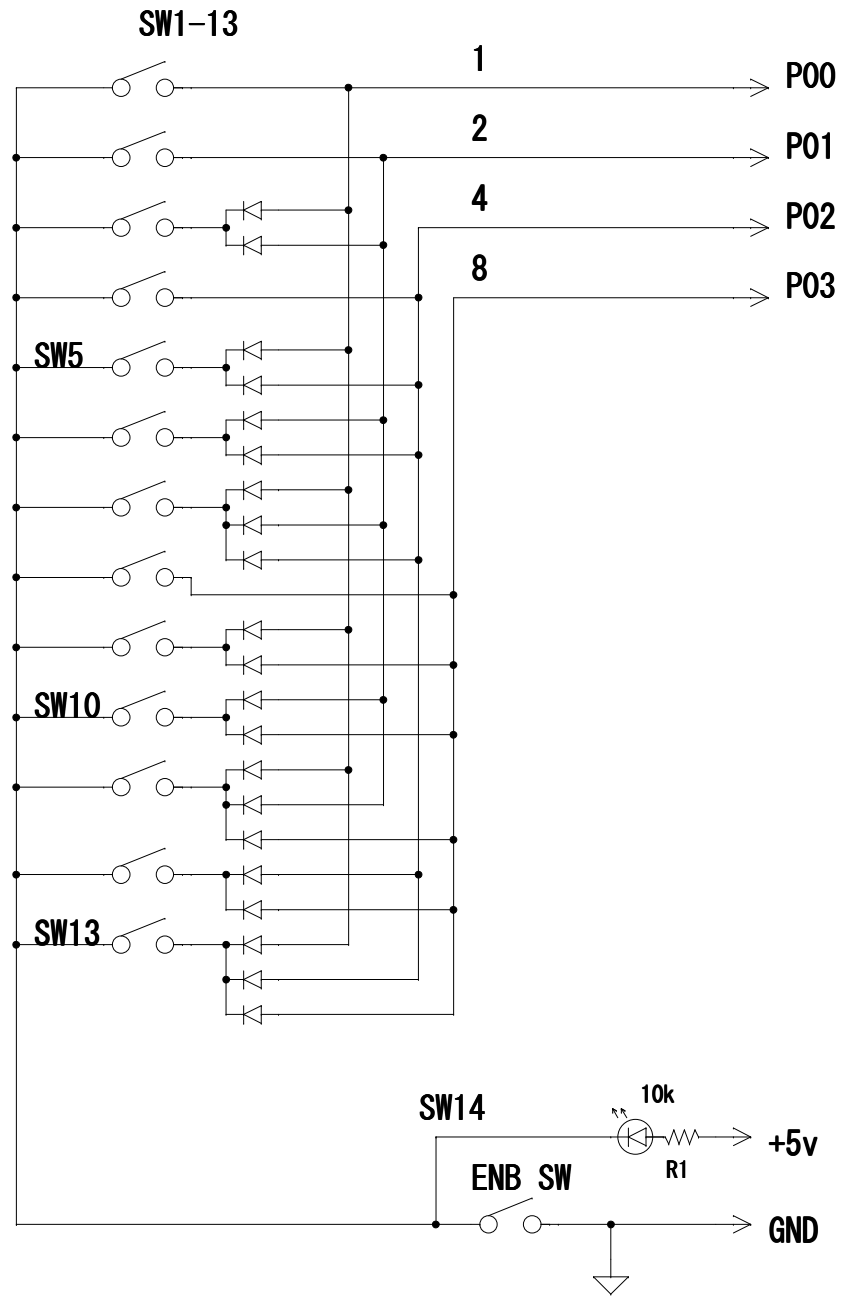 SW1-13
1
P00
2
P01
4
P02
8
P03
SW5
SW10
SW13
10k
SW14
+5v
R1
ENB SW
GND